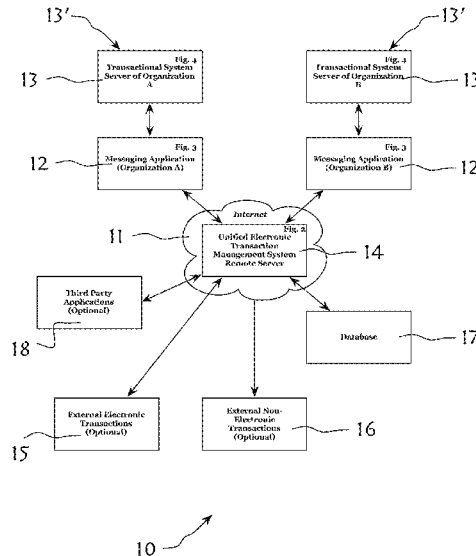 13'
13'
Fig. 4
Transactional System
Server of Organization
A
13
Fig. 4
Transactional System
Server of Organization
B
13
Fig. 3
Messaging Application
(Organization A)
12
Fig. 3
Messaging Application
(Organization B)
12
Internet
11
Fig. 2
Unified Electronic
Transaction
Management System
Remote Server
14
Third Party
Applications
(Optional)
18
Database
17
External Electronic
Transactions
(Optional)
15
External Non-
Electronic
Transactions
(Optional)
16
10